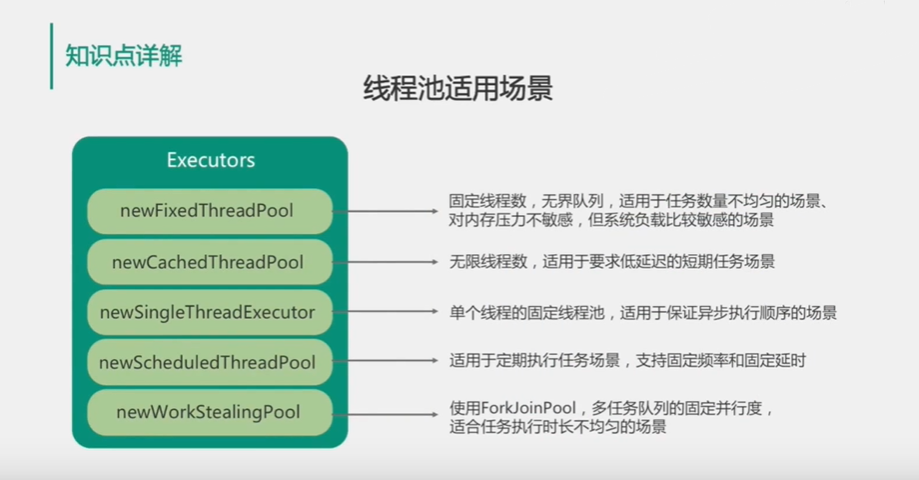 知识点详解
线程池适用场景
Executors
newFixedThreadPool
固定线程数，无界队列，适用于任务数量不均匀的场景、
对内存压力不敏感，但系统负载比较敏感的场景
newCachedThreadPool
无限线程数，适用于要求低延迟的短期任务场景
newSingleThreadExecutor
单个线程的固定线程池，适用于保证异步执行顺序的场景
newScheduledThreadPool
适用于定期执行任务场景，支持固定频率和固定延时
newWorkStealingPool
使用ForkJoinPool，多任务队列的固定并行度，
适合任务执行时长不均匀的场景